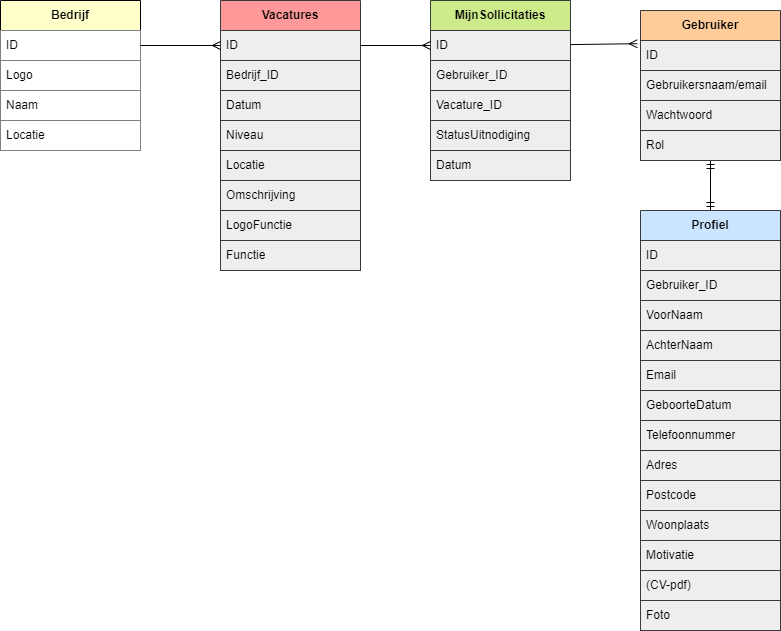 Bedrijf
ID
Logo
Naam
Locatie
Vacatures
ID
Bedrijf_ID
Datum
Niveau
Locatie
Omschrijving
LogoFunctie
Functie
MijnSollicitaties
ID
Gebruiker_ID
Vacature_ID
StatusUitnodiging
Datum
Gebruiker
ID
Gebruikersnaam/email
Wachtwoord
Rol
Profiel
ID
Gebruiker_ID
VoorNaam
AchterNaam
Email
GeboorteDatum
Telefoonnummer
Adres
Postcode
Woonplaats
Motivatie
(CV-pdf)
Foto